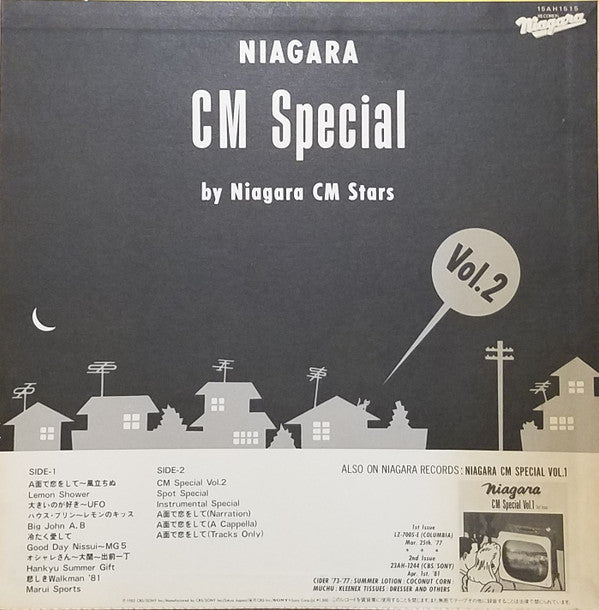 15AH1515
RECORDS
Niagara
NIAGARA
CM Special
by Niagara CM Stars
Vol.2
SIDE-1
A面で恋をして～風立ちぬ
Lemon Shower
大きいのが好き～UFO
ハウス・プリン～レモンのキッス
Big John A, B
冷たく愛して
Good Day Nissui～MG5
オシャレさん～大関～出前一丁
Hankyu Summer Gift
悲しきWalkman '81
Marui Sports
SIDE-2
CM Special Vol.2
Spot Special
Instrumental Special
A面で恋をして(Narration)
A面で恋をして(A Cappella)
A面で恋をして(Tracks Only)
ALSO ON NIAGARA RECORDS: NIAGARA CM SPECIAL VOL.1
1st Issue
LZ-7005-E (COLUMBIA)
Mar. 25th. '77
* * *
2nd Issue
23AH-1244 (CBS SONY)
Apr. 1st. '81
Niagara
CM Special Vol.1
CIDER '73-'77: SUMMER LOTION: COCONUT CORN:
MUCHU: KLEENEX TISSUES: DRESSER AND OTHERS